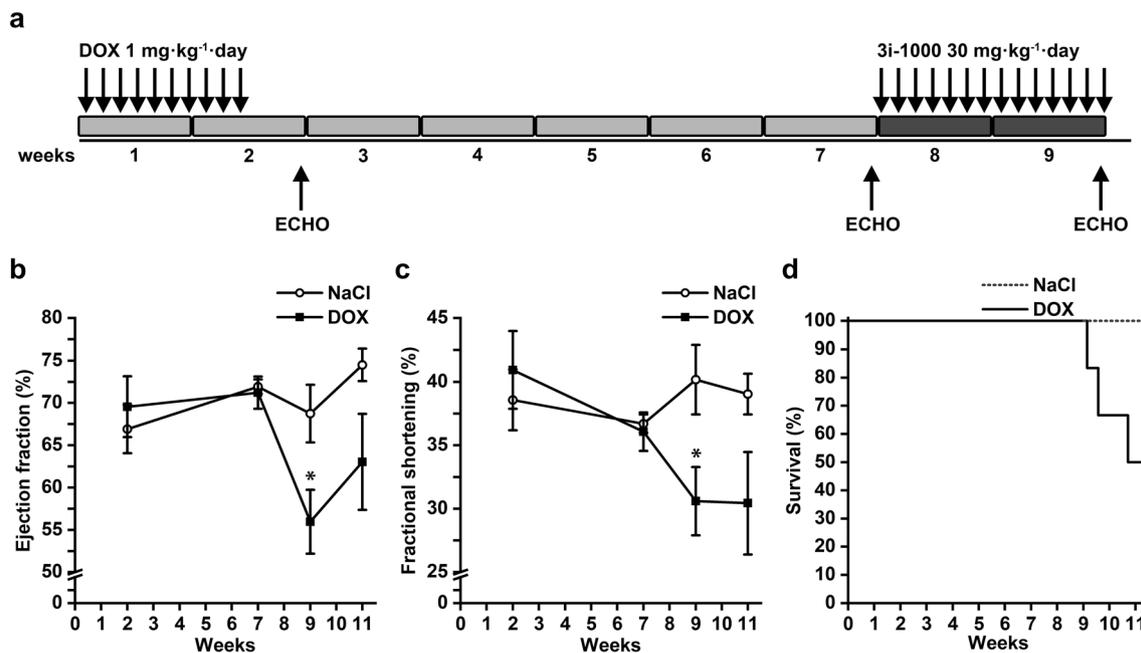 a
DOX 1 mg·kg⁻¹·day
3i-1000 30 mg·kg⁻¹·day
weeks 1 2 3 4 5 6 7 8 9
ECHO ECHO ECHO
b
NaCl
DOX
Ejection fraction (%)
80
75
70
65
60
55
50
0
*
0 1 2 3 4 5 6 7 8 9 10 11
Weeks
c
NaCl
DOX
Fractional shortening (%)
45
40
35
30
25
0
*
0 1 2 3 4 5 6 7 8 9 10 11
Weeks
d
NaCl
DOX
Survival (%)
100
90
80
70
60
50
40
30
20
10
0
0 1 2 3 4 5 6 7 8 9 10 11
Weeks